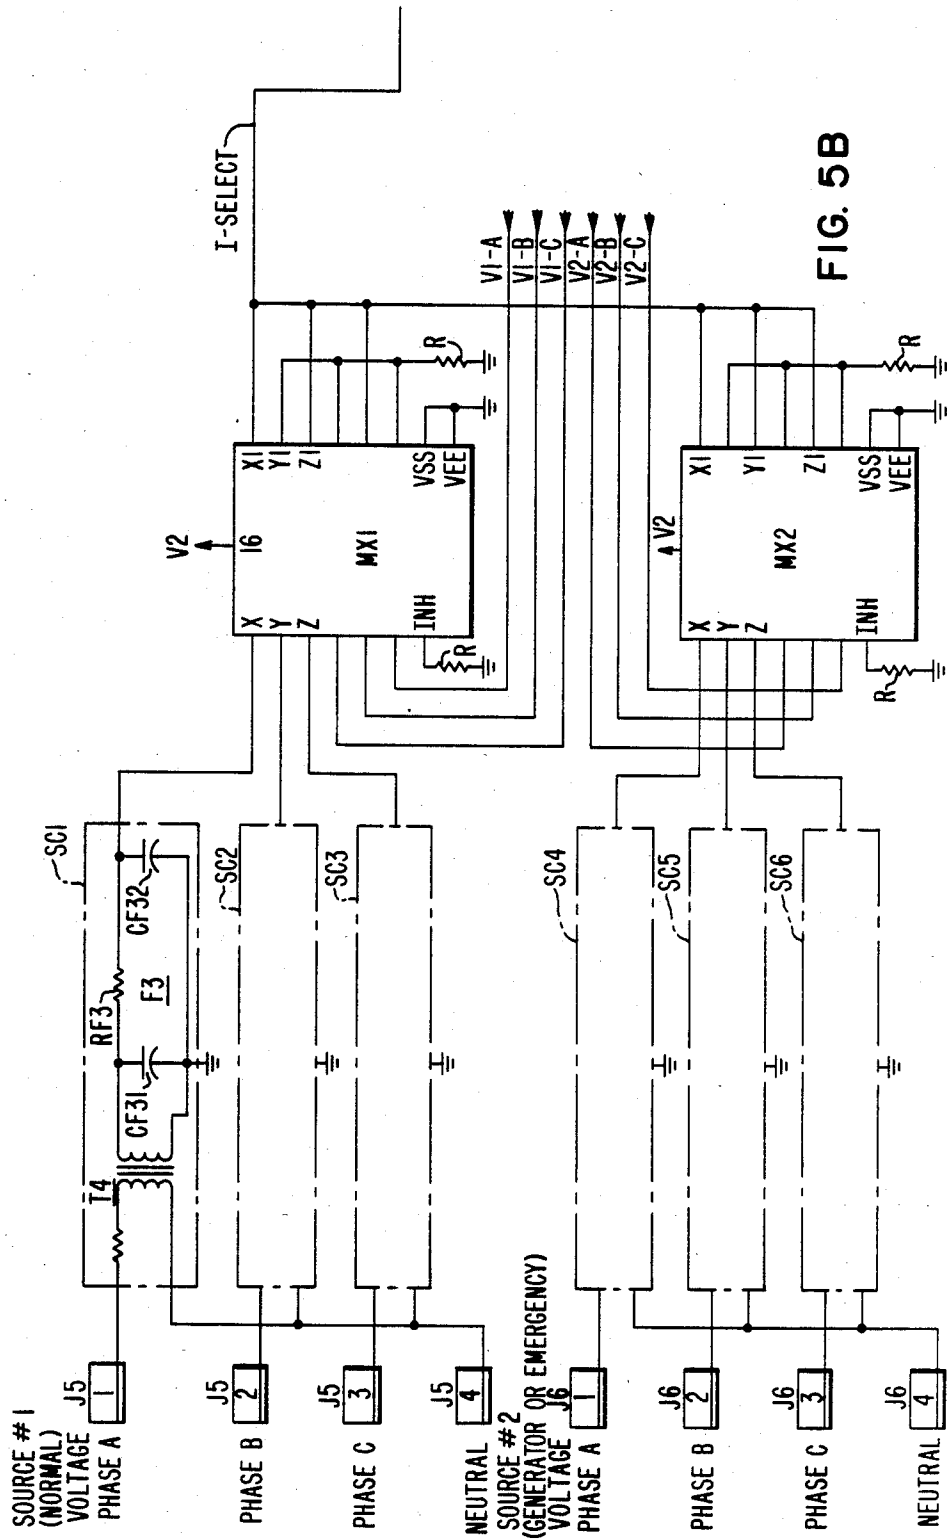 SOURCE #1
(NORMAL)
VOLTAGE
PHASE A
J5
1
PHASE B
J5
2
PHASE C
J5
3
NEUTRAL
J5
4
SOURCE #2
(GENERATOR OR EMERGENCY)
VOLTAGE
PHASE A
J6
1
PHASE B
J6
2
PHASE C
J6
3
NEUTRAL
J6
4
T4
CF31
RF3
F3
CF32
SC1
SC2
SC3
SC4
SC5
SC6
X
Y
Z
INH
R
V2
16
MX1
X1
Y1
Z1
VSS
VEE
R
X
Y
Z
INH
R
V2
MX2
X1
Y1
Z1
VSS
VEE
R
I-SELECT
V1-A
V1-B
V1-C
V2-A
V2-B
V2-C
FIG. 5B